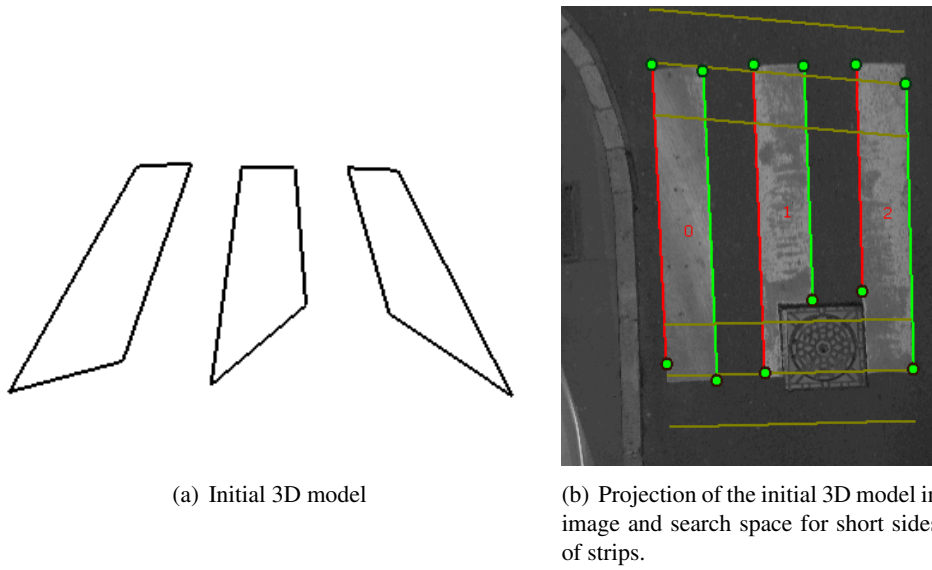 0
1
2
(a) Initial 3D model
(b) Projection of the initial 3D model in
image and search space for short sides
of strips.